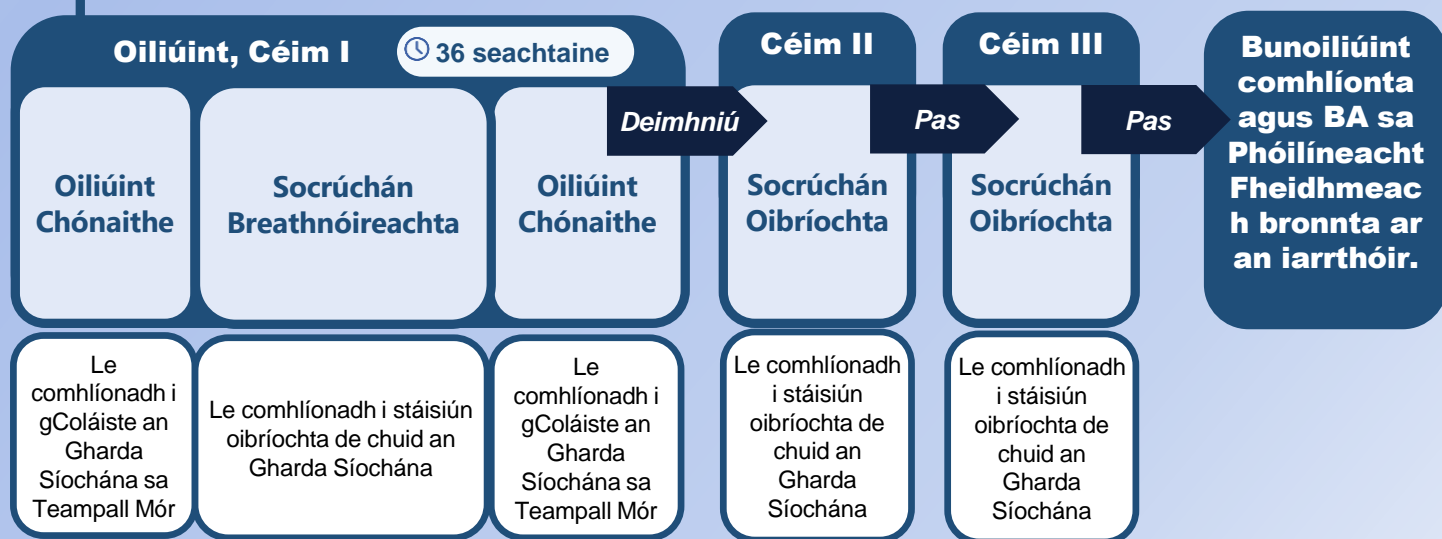 Oiliúint, Céim I
36 seachtaine
Oiliúint
Chónaithe
Socrúchán
Breathnóireachta
Oiliúint
Chónaithe
Deimhniú
Céim II
Socrúchán
Oibríochta
Pas
Céim III
Socrúchán
Oibríochta
Pas
Bunoiliúint
comhlíonta
agus BA sa
Phóilíneacht
Fheidhmeac
h bronnta ar
an iarrthóir.
Le
comhlíonadh i
gColáiste an
Gharda
Síochána sa
Teampall Mór
Le comhlíonadh i stáisiún
oibríochta de chuid an
Gharda Síochána
Le
comhlíonadh i
gColáiste an
Gharda
Síochána sa
Teampall Mór
Le comhlíonadh
i stáisiún
oibríochta de
chuid an
Gharda
Síochána
Le comhlíonadh
i stáisiún
oibríochta de
chuid an
Gharda
Síochána